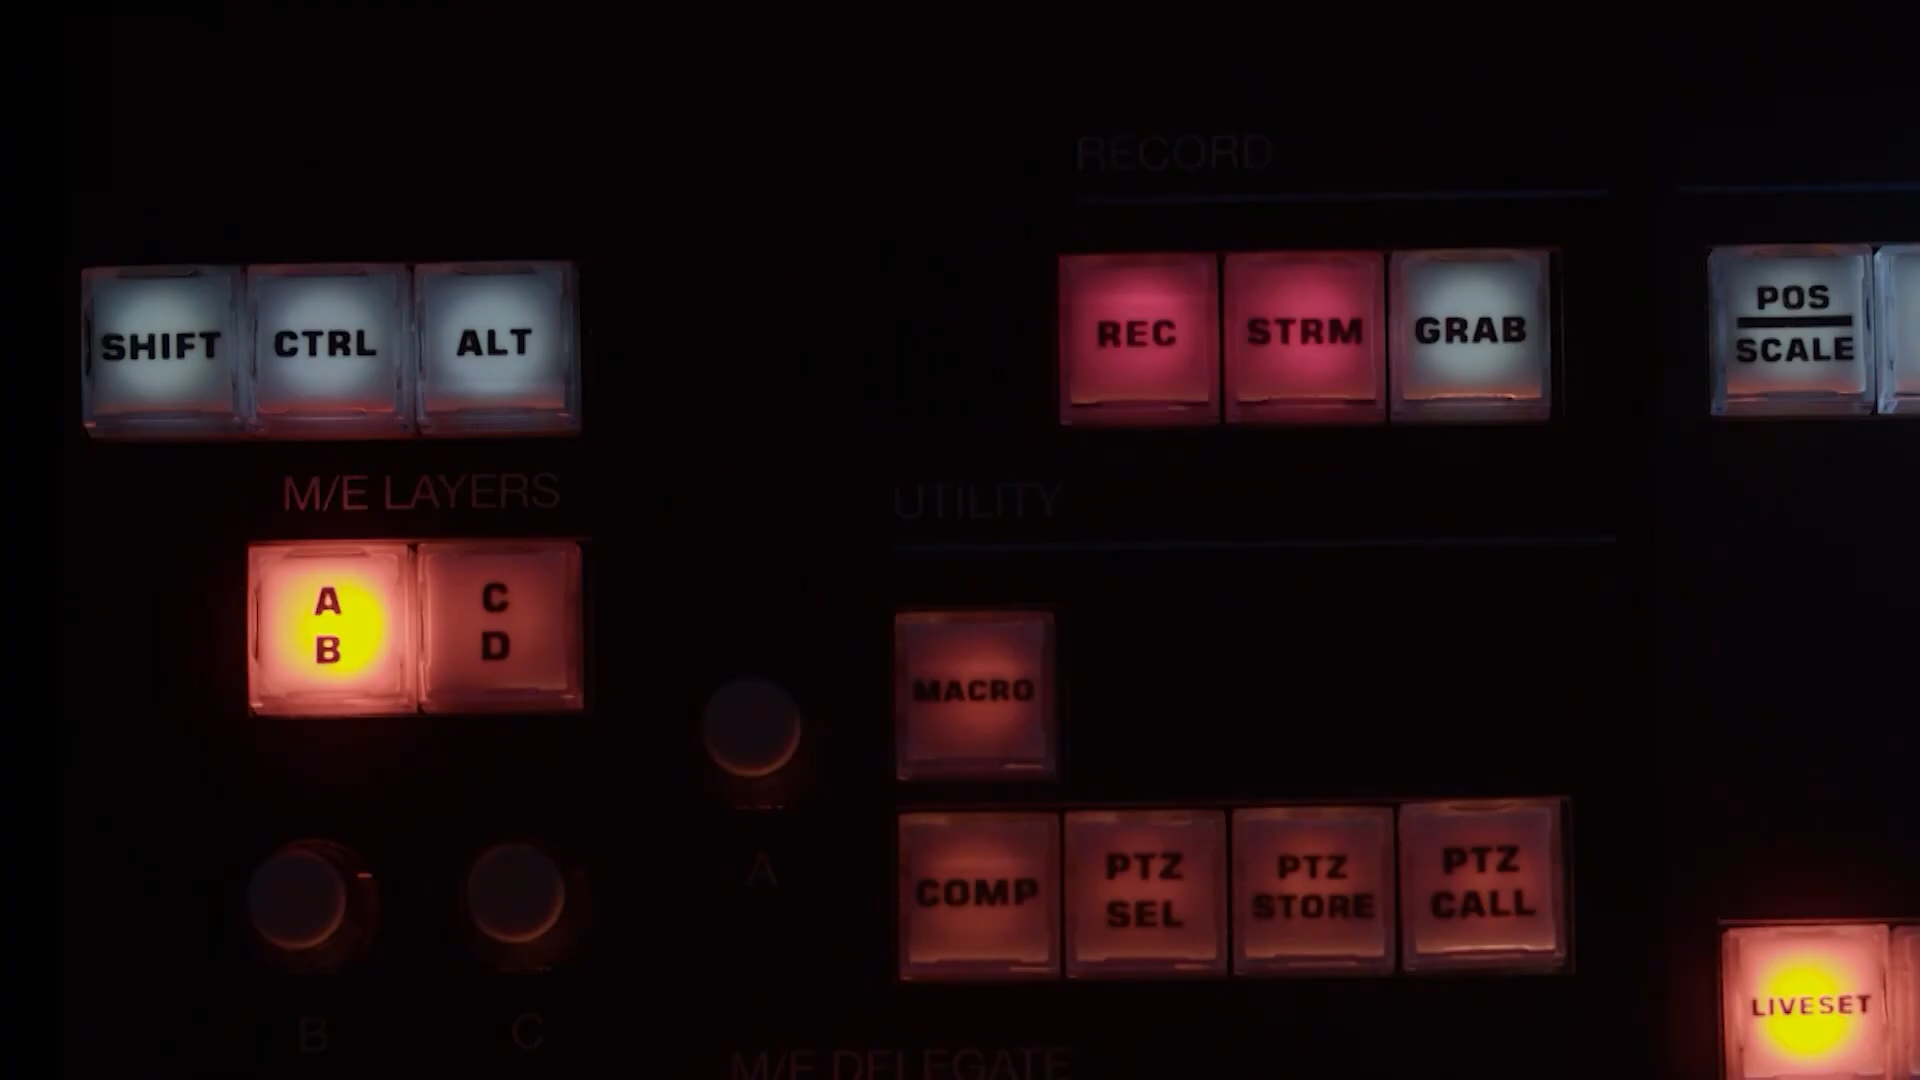 RECORD
SHIFT
CTRL
ALT
REC
STRM
GRAB
POS
SCALE
M/E LAYERS
UTILITY
A
B
C
D
MACRO
A
COMP
PTZ
SEL
PTZ
STORE
PTZ
CALL
B
C
LIVESET
M/E DELEGATE